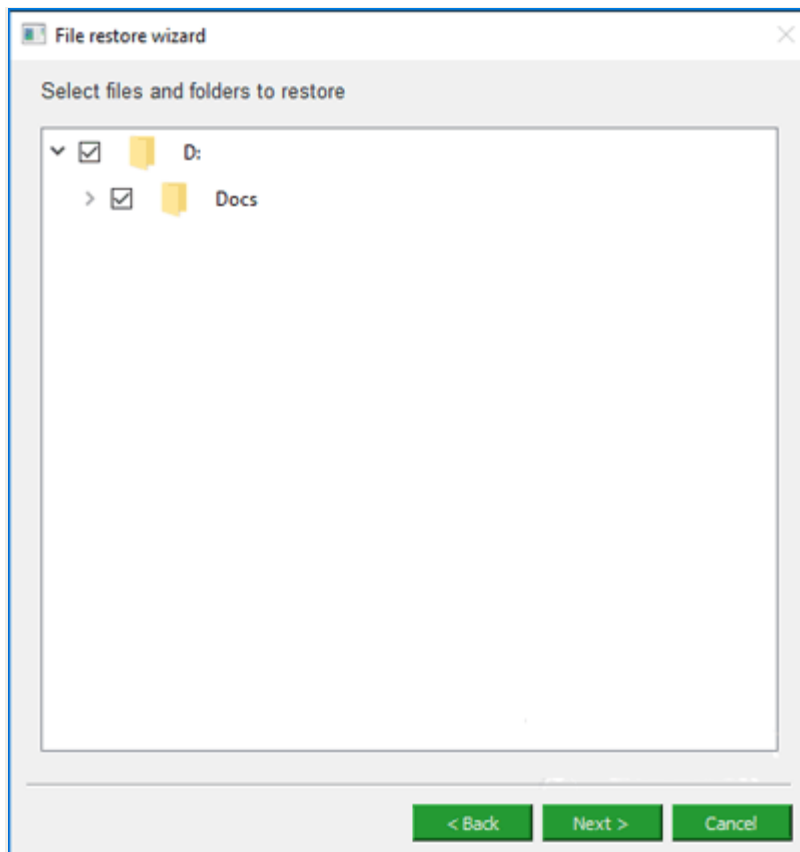 File restore wizard
Select files and folders to restore
D:
Docs
< Back Next > Cancel